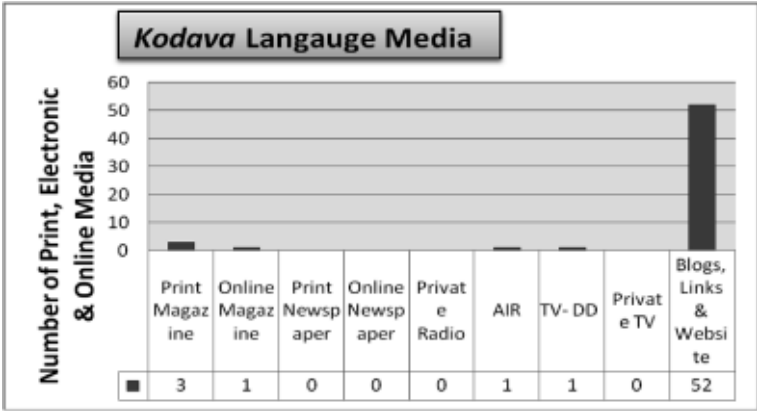 Kodava Langauge Media
Number of Print, Electronic
& Online Media
60
50
40
30
20
10
0
Print
Magaz
ine
Online
Magaz
ine
Print
Newsp
aper
Online
Newsp
aper
Privat
e
Radio
AIR
TV- DD
Privat
e TV
Blogs,
Links
&
Websi
te
3 1 0 0 0 1 1 0 52